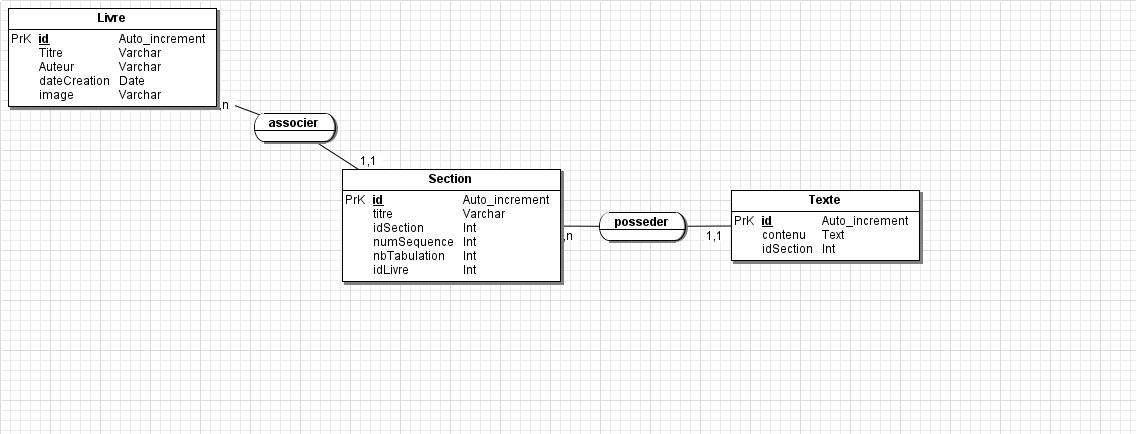 Livre
PrK id Auto_increment
Titre Varchar
Auteur Varchar
dateCreation Date
image Varchar
,n
associer
1,1
Section
PrK id Auto_increment
titre Varchar
idSection Int
numSequence Int
nbTabulation Int
idLivre Int
,n
posseder
1,1
Texte
PrK id Auto_increment
contenu Text
idSection Int